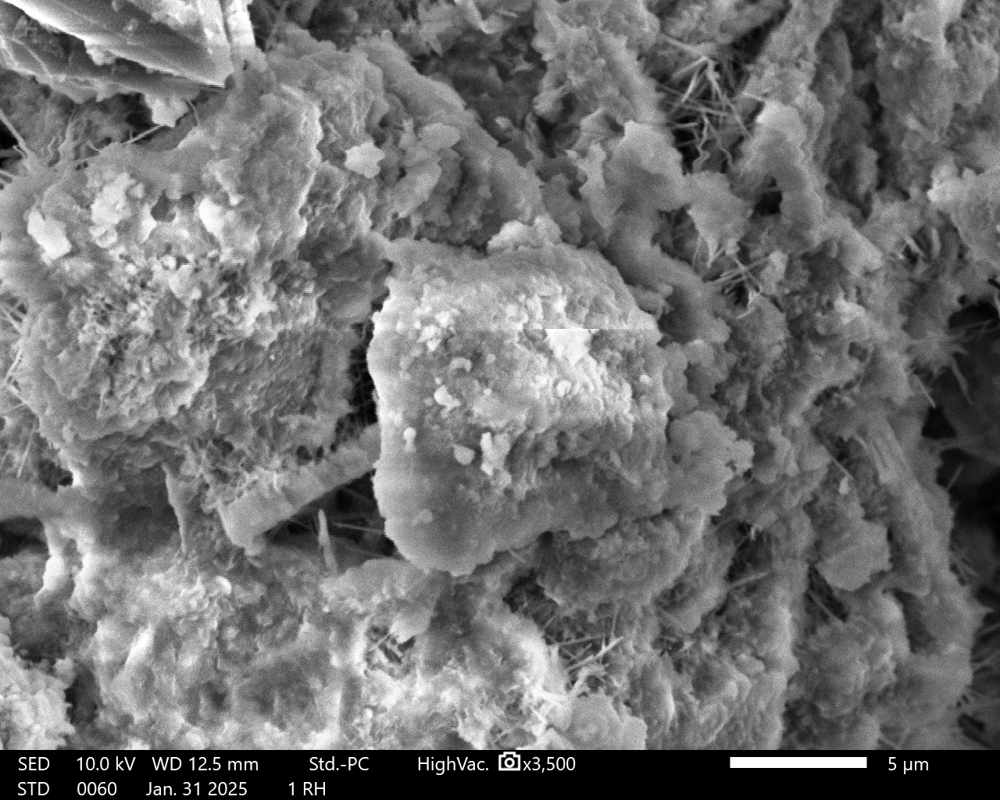 SED 10.0 kV WD 12.5 mm Std.-PC HighVac. x3,500 5 µm
STD 0060 Jan. 31 2025 1 RH